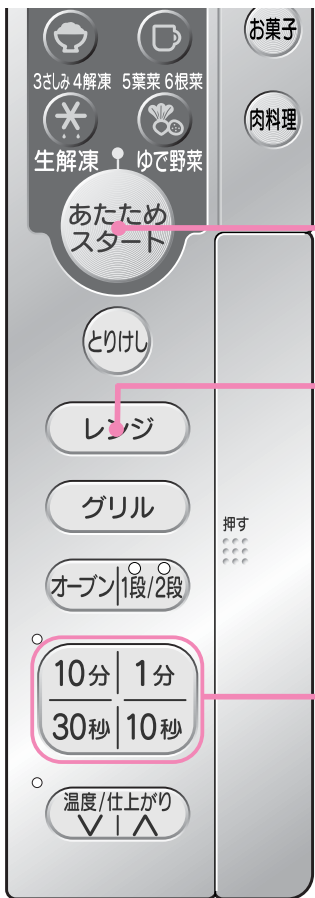 お菓子
3さしみ 4解凍 5葉菜 6根菜
肉料理
生解凍 ゆで野菜
あたため
スタート
とりけし
レンジ
グリル
押す
オーブン|1段/2段
10分 1分
30秒 10秒
温度/仕上がり